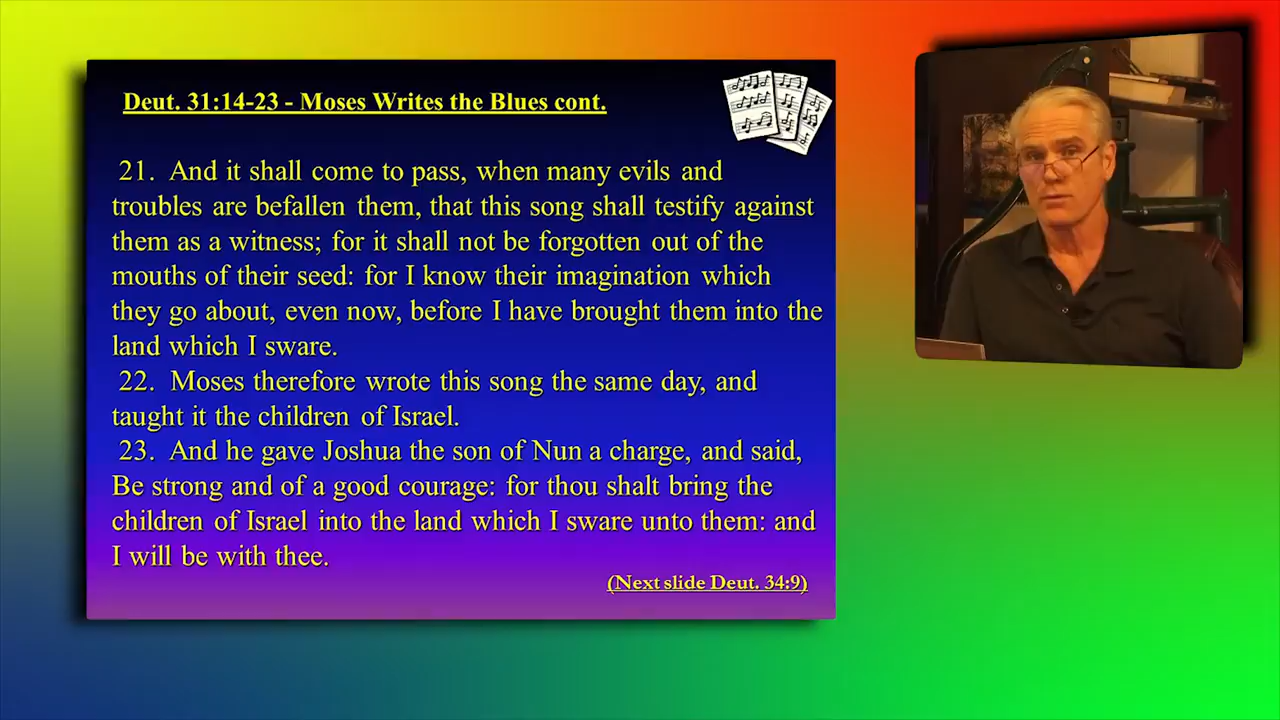 Deut. 31:14-23 - Moses Writes the Blues cont.
21. And it shall come to pass, when many evils and
troubles are befallen them, that this song shall testify against
them as a witness; for it shall not be forgotten out of the
mouths of their seed: for I know their imagination which
they go about, even now, before I have brought them into the
land which I sware.
22. Moses therefore wrote this song the same day, and
taught it the children of Israel.
23. And he gave Joshua the son of Nun a charge, and said,
Be strong and of a good courage: for thou shalt bring the
children of Israel into the land which I sware unto them: and
I will be with thee.
(Next slide Deut. 34:9)